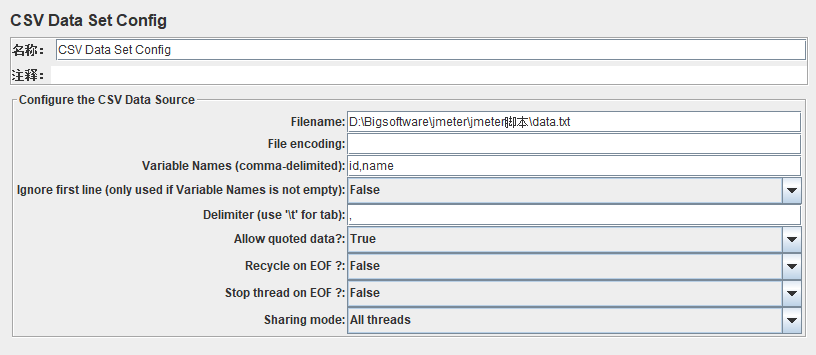 CSV Data Set Config
名称： CSV Data Set Config
注释：
Configure the CSV Data Source
Filename: D:\Bigsoftware\jmeter\jmeter脚本\data.txt
File encoding:
Variable Names (comma-delimited): id,name
Ignore first line (only used if Variable Names is not empty): False
Delimiter (use '\t' for tab): ,
Allow quoted data?: True
Recycle on EOF ?: False
Stop thread on EOF ?: False
Sharing mode: All threads